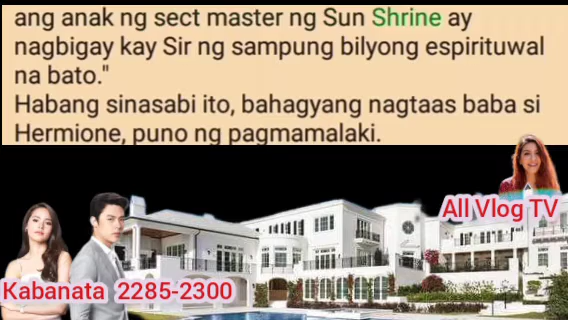 ang anak ng sect master ng Sun Shrine ay
nagbigay kay Sir ng sampung bilyong espirituwal
na bato."
Habang sinasabi ito, bahagyang nagtaas baba si
Hermione, puno ng pagmamalaki.
All Vlog TV
Kabanata 2285-2300